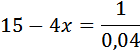 15 − 4x = 1/0,04